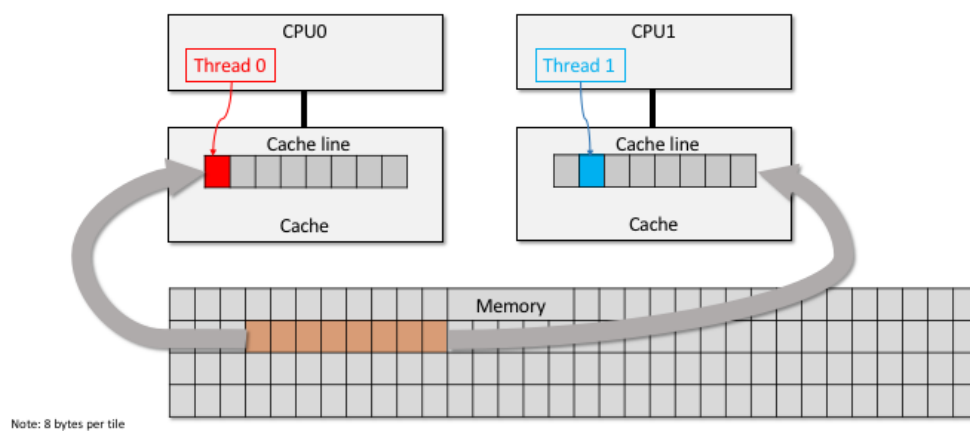 CPU0
CPU1
Thread 0
Thread 1
Cache line
Cache line
Cache
Cache
Memory
Note: 8 bytes per tile